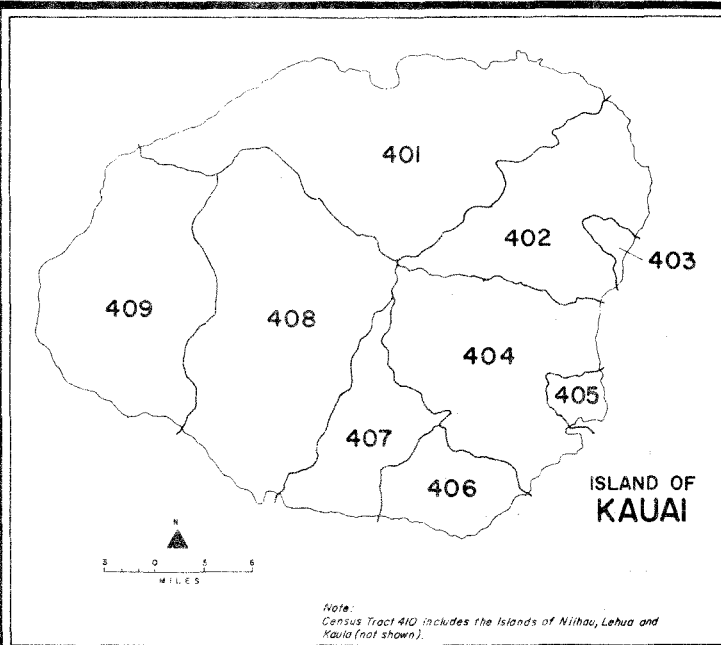 401
402
403
409
408
404
405
407
406
ISLAND OF
KAUAI
N
3 0 3 6
MILES
Note:
Census Tract 410 includes the Islands of Niihau, Lehua and
Kaula (not shown).